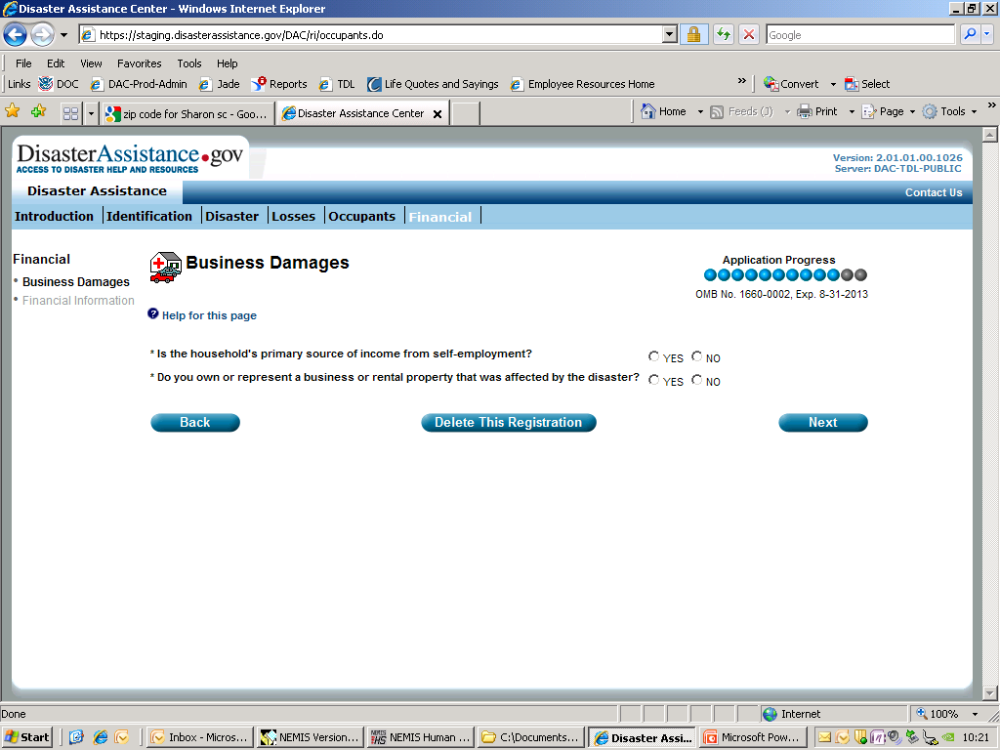 Disaster Assistance Center - Windows Internet Explorer
https://staging.disasterassistance.gov/DAC/ri/occupants.do
Google
File Edit View Favorites Tools Help
Links DOC DAC-Prod-Admin Jade Reports TDL Life Quotes and Sayings Employee Resources Home » Convert Select
zip code for Sharon sc - Goo... Disaster Assistance Center Home Feeds (J) Print Page Tools »
DisasterAssistance.gov
ACCESS TO DISASTER HELP AND RESOURCES
Version: 2.01.01.00.1026
Server: DAC-TDL-PUBLIC
Disaster Assistance
Contact Us
Introduction Identification Disaster Losses Occupants Financial
Financial
• Business Damages
• Financial Information
Business Damages
Application Progress
OMB No. 1660-0002, Exp. 8-31-2013
? Help for this page
* Is the household's primary source of income from self-employment? YES NO
* Do you own or represent a business or rental property that was affected by the disaster? YES NO
Back Delete This Registration Next
Done Internet 100%
Start Inbox - Micros... NEMIS Version... NEMIS Human ... C:\Documents... Disaster Assi... Microsoft Pow... 10:21